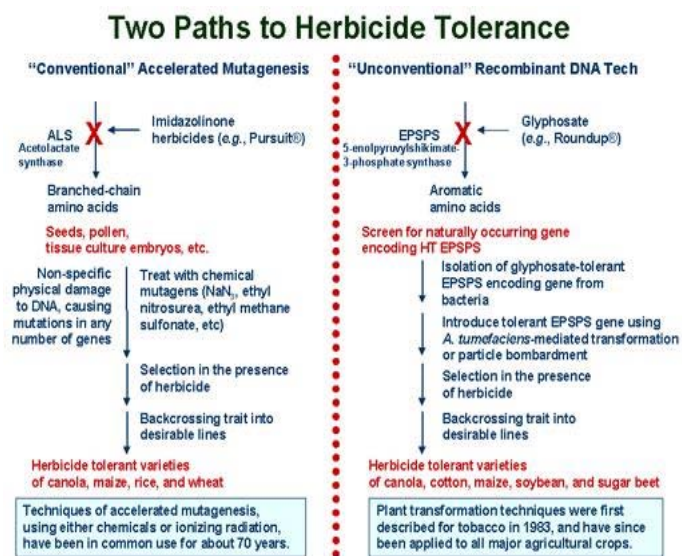 Two Paths to Herbicide Tolerance
“Conventional” Accelerated Mutagenesis
ALS
Acetolactate
synthase
X
Imidazolinone
herbicides (e.g., Pursuit®)
Branched-chain
amino acids
Seeds, pollen,
tissue culture embryos, etc.
Non-specific
physical damage
to DNA, causing
mutations in any
number of genes
Treat with chemical
mutagens (NaN3, ethyl
nitrosurea, ethyl methane
sulfonate, etc)
Selection in the presence
of herbicide
Backcrossing trait into
desirable lines
Herbicide tolerant varieties
of canola, maize, rice, and wheat
Techniques of accelerated mutagenesis,
using either chemicals or ionizing radiation,
have been in common use for about 70 years.
“Unconventional” Recombinant DNA Tech
EPSPS
5-enolpyruvylshikimate-
3-phosphate synthase
X
Glyphosate
(e.g., Roundup®)
Aromatic
amino acids
Screen for naturally occurring gene
encoding HT EPSPS
Isolation of glyphosate-tolerant
EPSPS encoding gene from
bacteria
Introduce tolerant EPSPS gene using
A. tumefaciens-mediated transformation
or particle bombardment
Selection in the presence
of herbicide
Backcrossing trait into
desirable lines
Herbicide tolerant varieties
of canola, cotton, maize, soybean, and sugar beet
Plant transformation techniques were first
described for tobacco in 1983, and have since
been applied to all major agricultural crops.